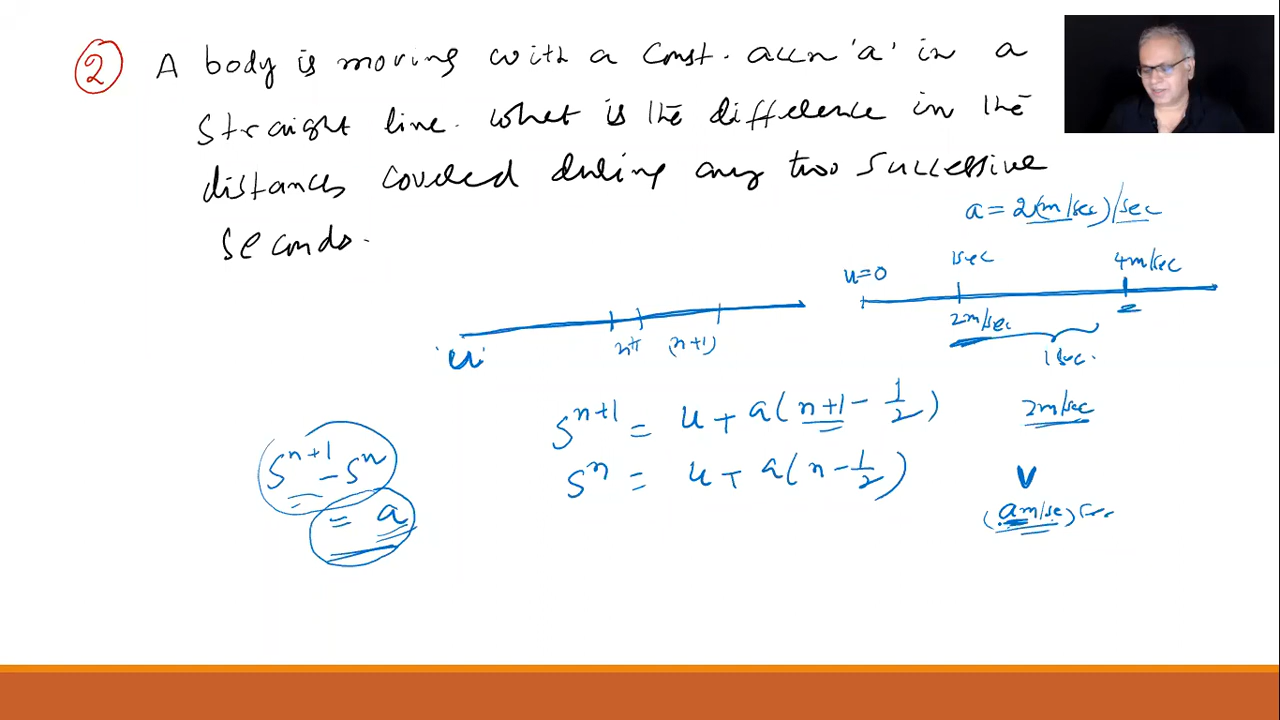 2 A body is moving with a const. accn 'a' in a
straight line. What is the difference in the
distances covered during any two successive
seconds.
a = 2(m/sec)/sec
u=0 1sec 4m/sec
2m/sec 2
1sec.
u nth (n+1)
S^{n+1} = u + a(n+1 - 1/2) 2m/sec
S^n = u + a(n - 1/2) V
(a m/sec)
S^{n+1} - S^n
= a